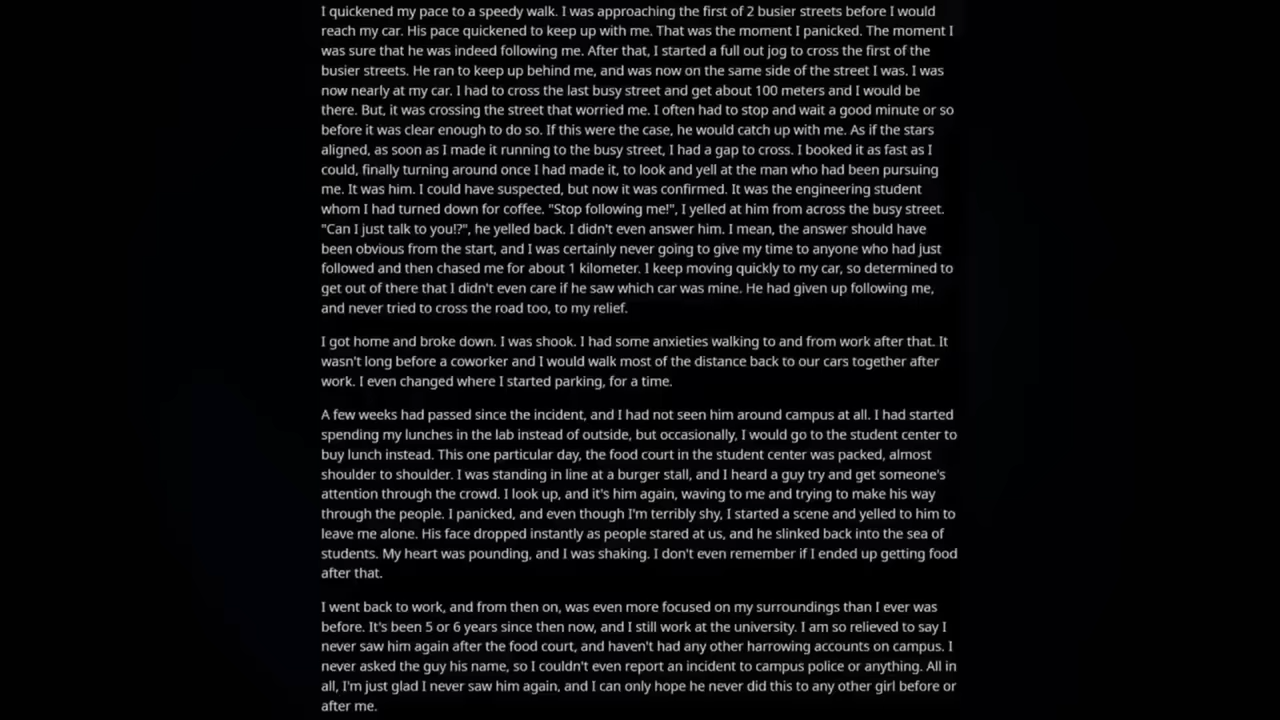 I quickened my pace to a speedy walk. I was approaching the first of 2 busier streets before I would
reach my car. His pace quickened to keep up with me. That was the moment I panicked. The moment I
was sure that he was indeed following me. After that, I started a full out jog to cross the first of the
busier streets. He ran to keep up behind me, and was now on the same side of the street I was. I was
now nearly at my car. I had to cross the last busy street and get about 100 meters and I would be
there. But, it was crossing the street that worried me. I often had to stop and wait a good minute or so
before it was clear enough to do so. If this were the case, he would catch up with me. As if the stars
aligned, as soon as I made it running to the busy street, I had a gap to cross. I booked it as fast as I
could, finally turning around once I had made it, to look and yell at the man who had been pursuing
me. It was him. I could have suspected, but now it was confirmed. It was the engineering student
whom I had turned down for coffee. "Stop following me!", I yelled at him from across the busy street.
"Can I just talk to you!?", he yelled back. I didn't even answer him. I mean, the answer should have
been obvious from the start, and I was certainly never going to give my time to anyone who had just
followed and then chased me for about 1 kilometer. I keep moving quickly to my car, so determined to
get out of there that I didn't even care if he saw which car was mine. He had given up following me,
and never tried to cross the road too, to my relief.
I got home and broke down. I was shook. I had some anxieties walking to and from work after that. It
wasn't long before a coworker and I would walk most of the distance back to our cars together after
work. I even changed where I started parking, for a time.
A few weeks had passed since the incident, and I had not seen him around campus at all. I had started
spending my lunches in the lab instead of outside, but occasionally, I would go to the student center to
buy lunch instead. This one particular day, the food court in the student center was packed, almost
shoulder to shoulder. I was standing in line at a burger stall, and I heard a guy try and get someone's
attention through the crowd. I look up, and it's him again, waving to me and trying to make his way
through the people. I panicked, and even though I'm terribly shy, I started a scene and yelled to him to
leave me alone. His face dropped instantly as people stared at us, and he slinked back into the sea of
students. My heart was pounding, and I was shaking. I don't even remember if I ended up getting food
after that.
I went back to work, and from then on, was even more focused on my surroundings than I ever was
before. It's been 5 or 6 years since then now, and I still work at the university. I am so relieved to say I
never saw him again after the food court, and haven't had any other harrowing accounts on campus. I
never asked the guy his name, so I couldn't even report an incident to campus police or anything. All in
all, I'm just glad I never saw him again, and I can only hope he never did this to any other girl before or
after me.